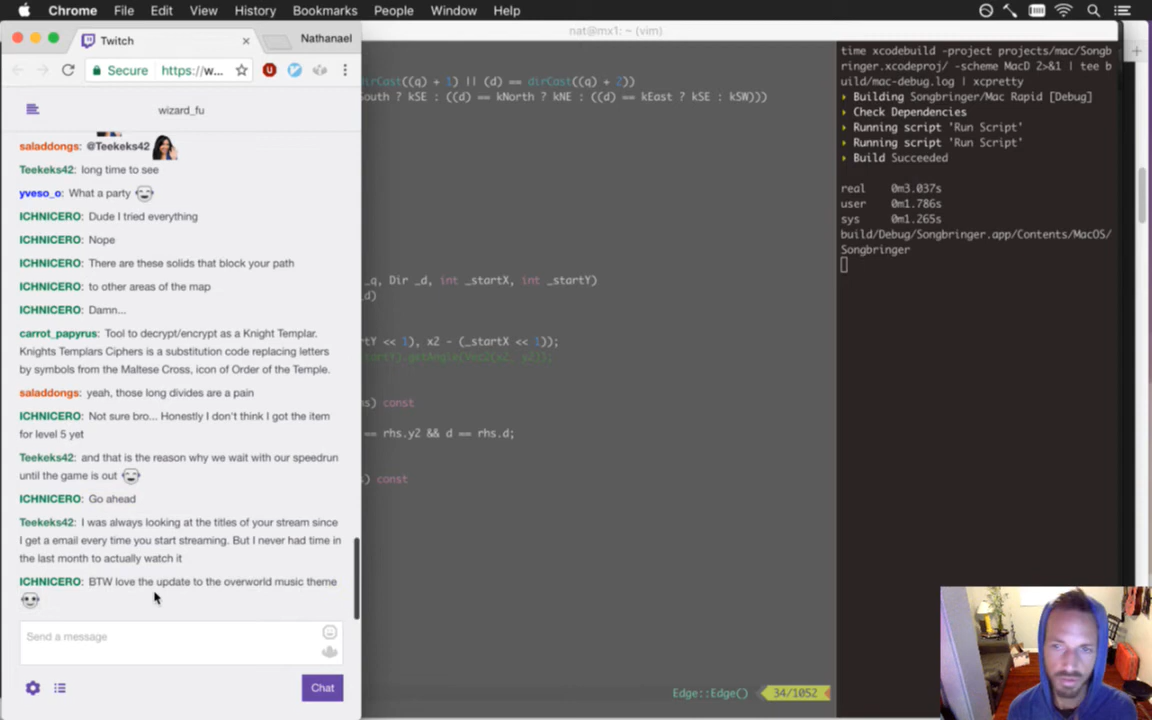 Chrome File Edit View History Bookmarks People Window Help
Twitch
Nathanael
Secure
https://w...
wizard_fu
saladdongs: @Teekeks42
Teekeks42: long time to see
yveso_o: What a party
ICHNICERO: Dude I tried everything
ICHNICERO: Nope
ICHNICERO: There are these solids that block your path
ICHNICERO: to other areas of the map
ICHNICERO: Damn...
carrot_papyrus: Tool to decrypt/encrypt as a Knight Templar.
Knights Templars Ciphers is a substitution code replacing letters
by symbols from the Maltese Cross, icon of Order of the Temple.
saladdongs: yeah, those long divides are a pain
ICHNICERO: Not sure bro... Honestly I don't think I got the item
for level 5 yet
Teekeks42: and that is the reason why we wait with our speedrun
until the game is out
ICHNICERO: Go ahead
Teekeks42: I was always looking at the titles of your stream since
I get a email every time you start streaming. But I never had time in
the last month to actually watch it
ICHNICERO: BTW love the update to the overworld music theme
Send a message
Chat
nat@mx1: ~ (vim)
dirCast((q) + 1) || (d) == dirCast((q) + 2))
outh ? kSE : ((d) == kNorth ? kNE : ((d) == kEast ? kSE : kSW)))
_q, Dir _d, int _startX, int _startY)
_d)
rtY << 1), x2 - (_startX << 1));
startY).getAngle(Vec2(x2, y2));
hs) const
== rhs.y2 && d == rhs.d;
s) const
Edge::Edge() 34/1052
time xcodebuild -project projects/mac/Songb
ringer.xcodeproj/ -scheme MacD 2>&1 | tee b
uild/mac-debug.log | xcpretty
Building Songbringer/Mac Rapid [Debug]
Check Dependencies
Running script 'Run Script'
Running script 'Run Script'
Build Succeeded
real 0m3.037s
user 0m1.786s
sys 0m1.265s
build/Debug/Songbringer.app/Contents/MacOS/
Songbringer